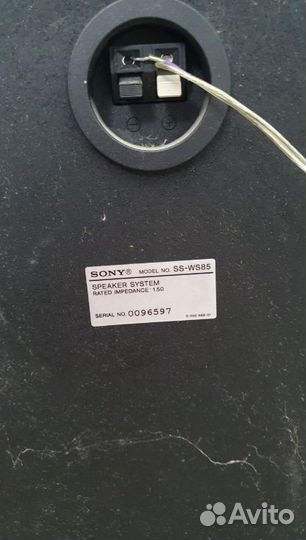 ⊖ ⊕
SONY® MODEL NO. SS-WS85
SPEAKER SYSTEM
RATED IMPEDANCE: 1.5Ω
SERIAL NO. 0096597
Avito